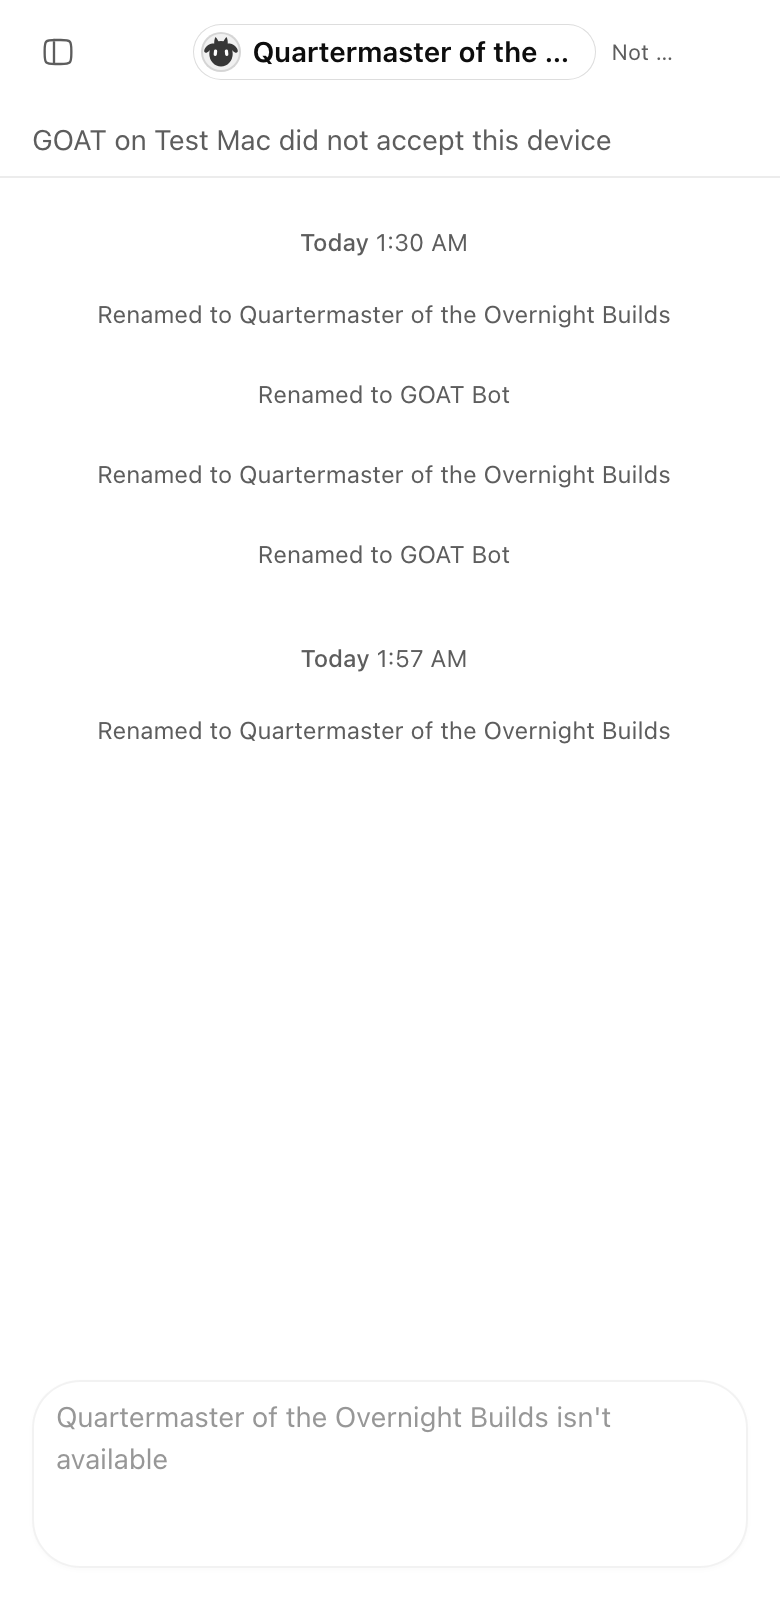 Quartermaster of the ...
Not ...
GOAT on Test Mac did not accept this device
Today 1:30 AM
Renamed to Quartermaster of the Overnight Builds
Renamed to GOAT Bot
Renamed to Quartermaster of the Overnight Builds
Renamed to GOAT Bot
Today 1:57 AM
Renamed to Quartermaster of the Overnight Builds
Quartermaster of the Overnight Builds isn't
available